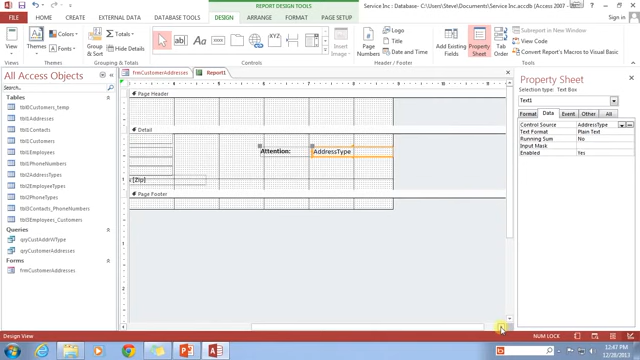 REPORT DESIGN TOOLS
Service Inc : Database- C:\Users\Steve\Documents\Service Inc.accdb (Access 2007 -
Sign in
FILE
HOME
CREATE
EXTERNAL DATA
DATABASE TOOLS
DESIGN
ARRANGE
FORMAT
PAGE SETUP
View
Views
Themes
Colors
Fonts
Themes
Group & Sort
Totals
Hide Details
Grouping & Totals
Aa
XYZ
Controls
Insert Image
Page Numbers
Logo
Title
Date and Time
Header / Footer
Add Existing Fields
Property Sheet
Subreport in New Window
View Code
Convert Report's Macros to Visual Basic
Tools
All Access Objects
Search...
Tables
tbl0Customers_temp
tbl1Addresses
tbl1Contacts
tbl1Customers
tbl1Employees
tbl1PhoneNumbers
tbl2AddressTypes
tbl2EmployeeTypes
tbl2PhoneTypes
tbl3Contacts_PhoneNumbers
tbl3Employees_Customers
Queries
qryCustAddrWType
qryCustomerAddresses
Forms
frmCustomerAddresses
frmCustomerAddresses
Report1
Page Header
Detail
Attention:
AddressType
[Zip]
Page Footer
Property Sheet
Selection type: Text Box
Text1
Format
Data
Event
Other
All
Control Source
AddressType
Text Format
Plain Text
Running Sum
No
Input Mask
Enabled
Yes
Design View
NUM LOCK
12:47 PM
12/28/2013